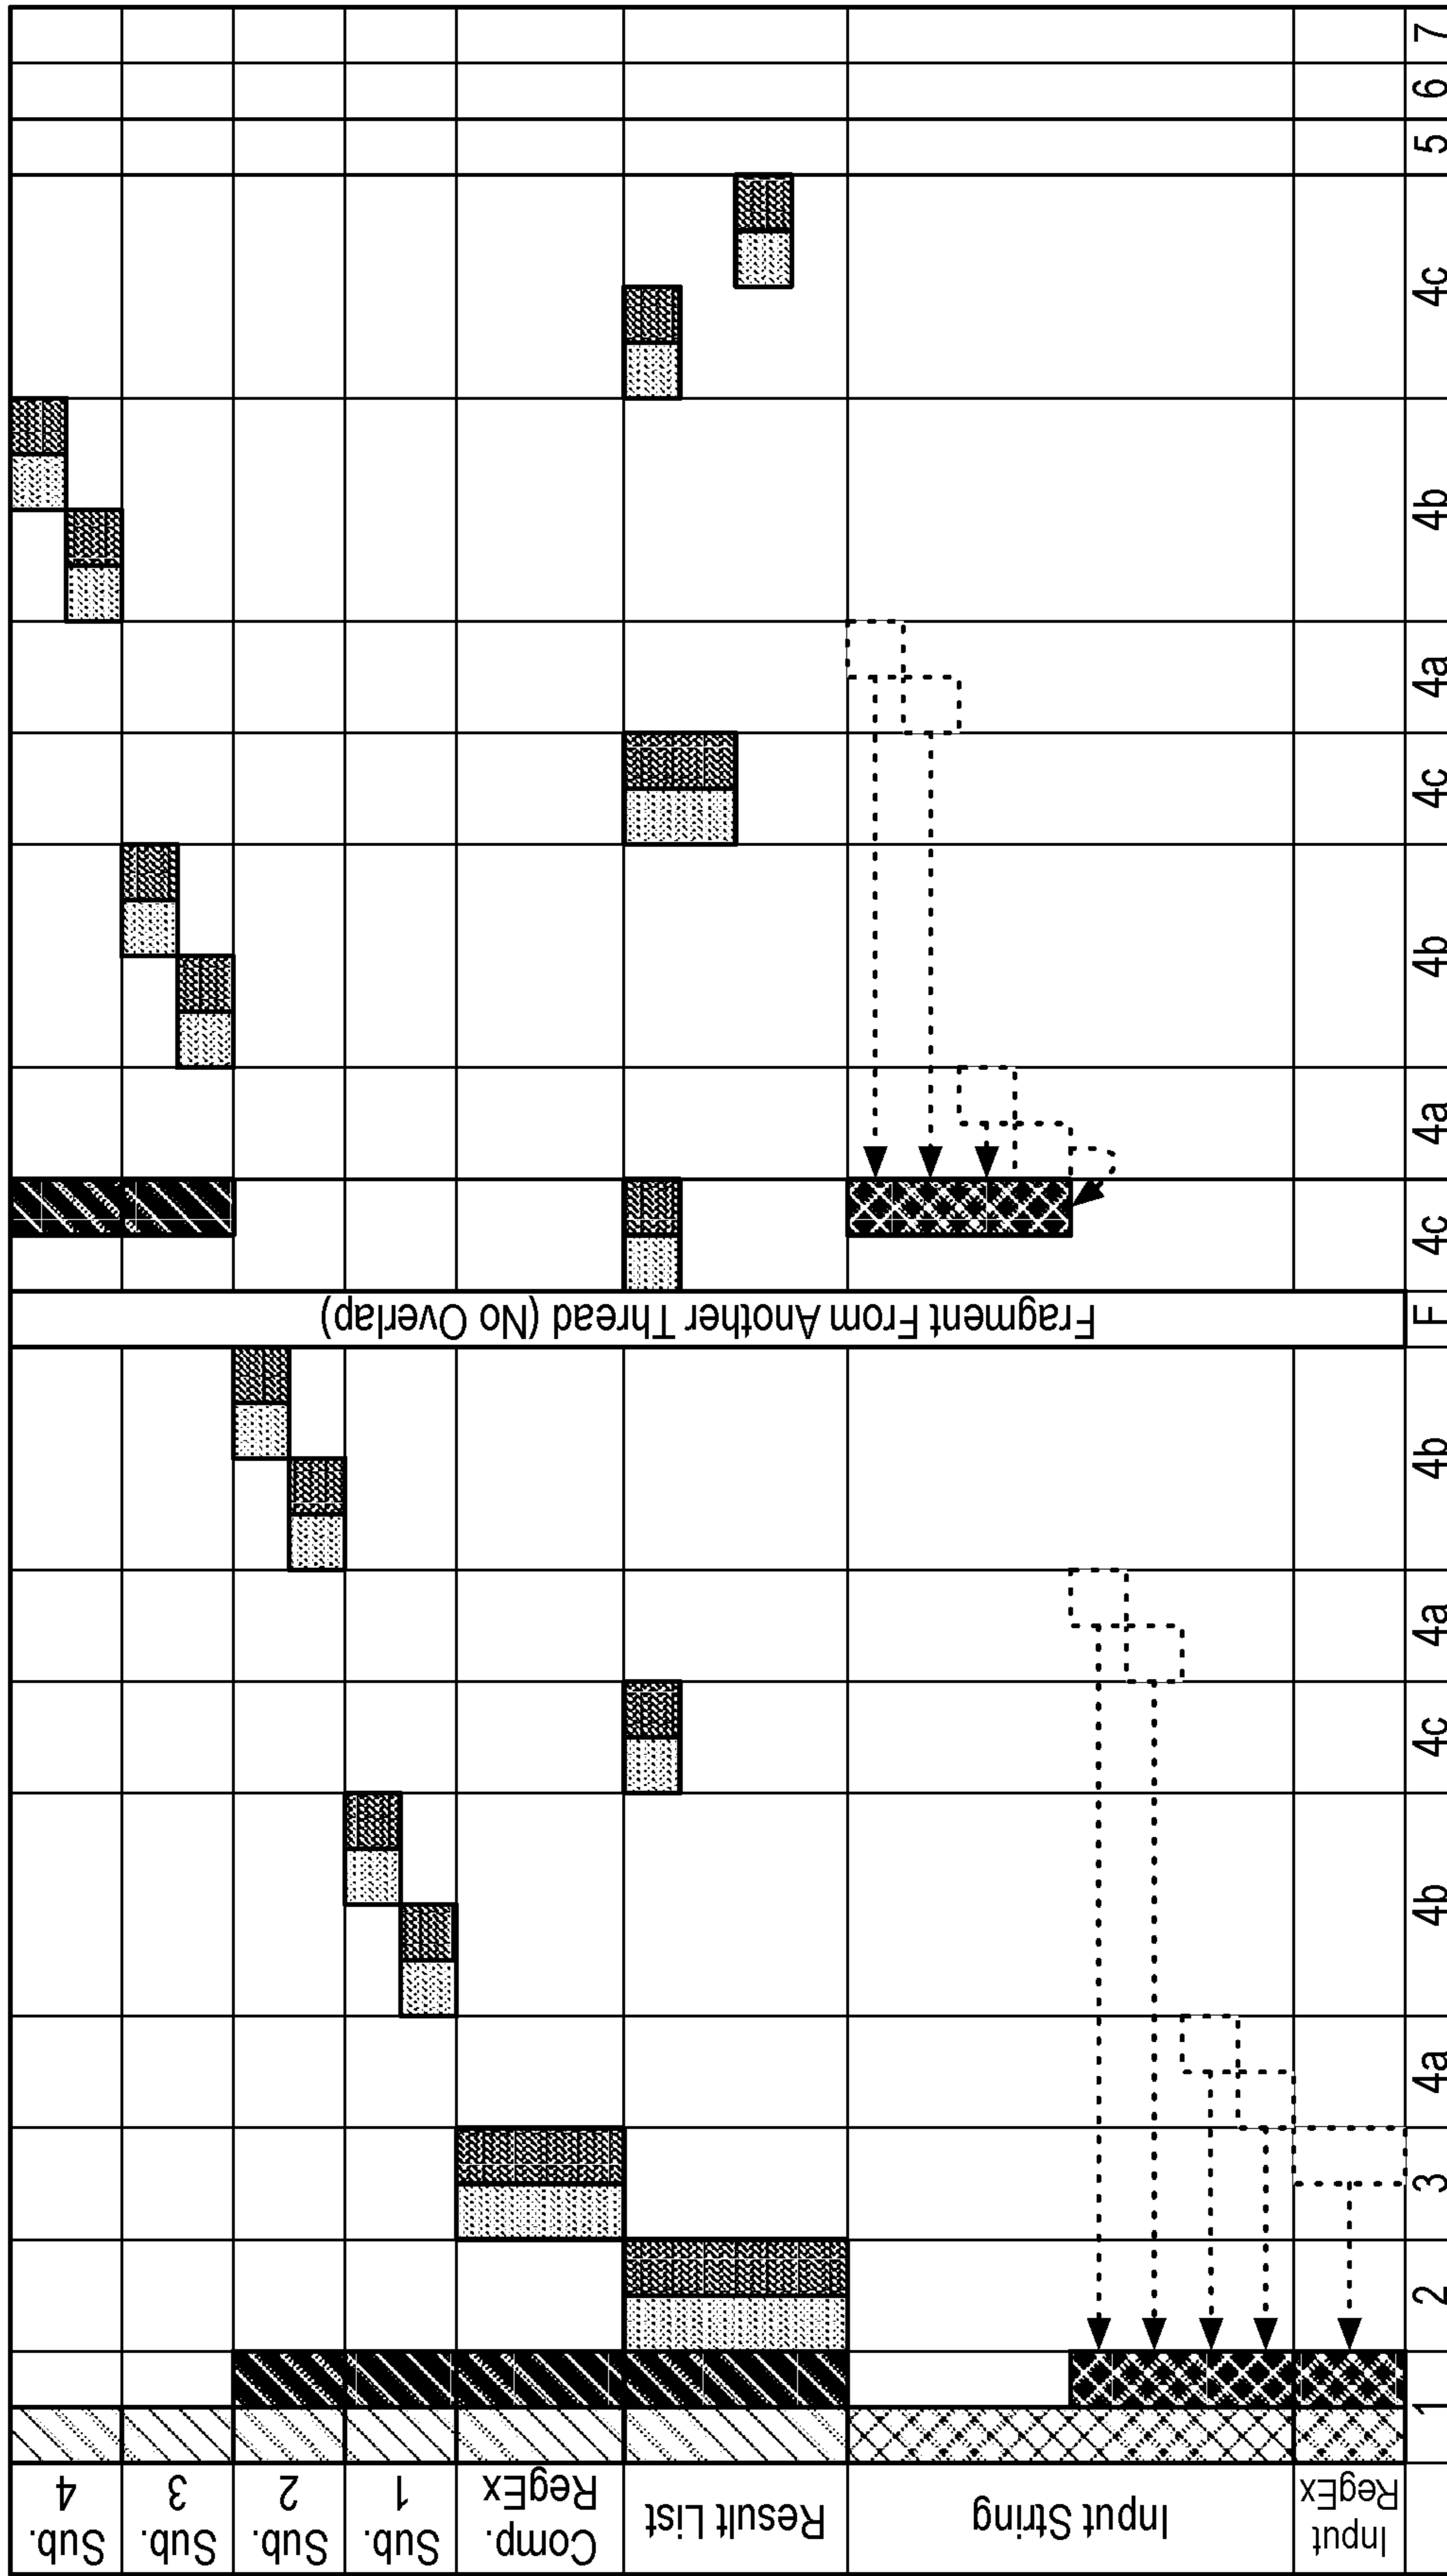 Input
RegEx
Input String
Result List
Comp.
RegEx
Sub.
1
Sub.
2
Sub.
3
Sub.
4
Fragment From Another Thread (No Overlap)
1
2
3
4a
4b
4c
4a
4b
F
4c
4a
4b
4c
4a
4b
4c
5
6
7